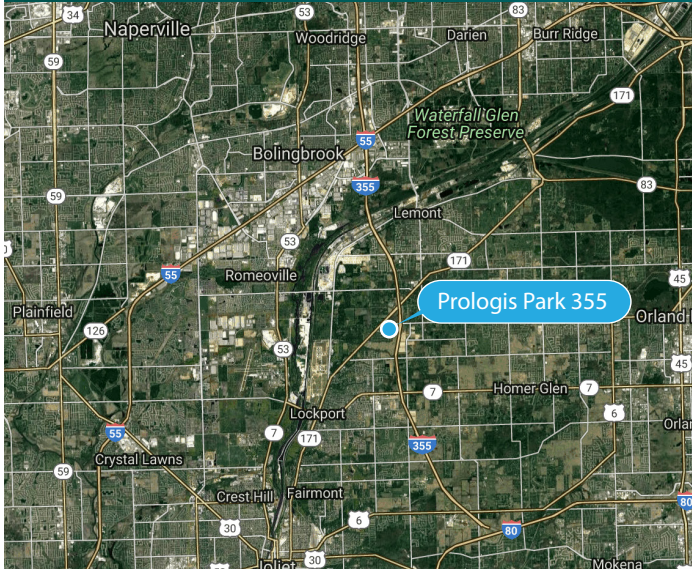 34
53
83
Naperville
Woodridge
Darien
Burr Ridge
59
171
Waterfall Glen
Forest Preserve
55
Bolingbrook
355
59
83
Lemont
53
171
55
Romeoville
45
Prologis Park 355
Plainfield
126
Orland
53
45
7
Homer Glen
7
Lockport
6
7
171
55
355
Crystal Lawns
59
Crest Hill
Fairmont
80
30
6
80
30
Joliet
Mokena